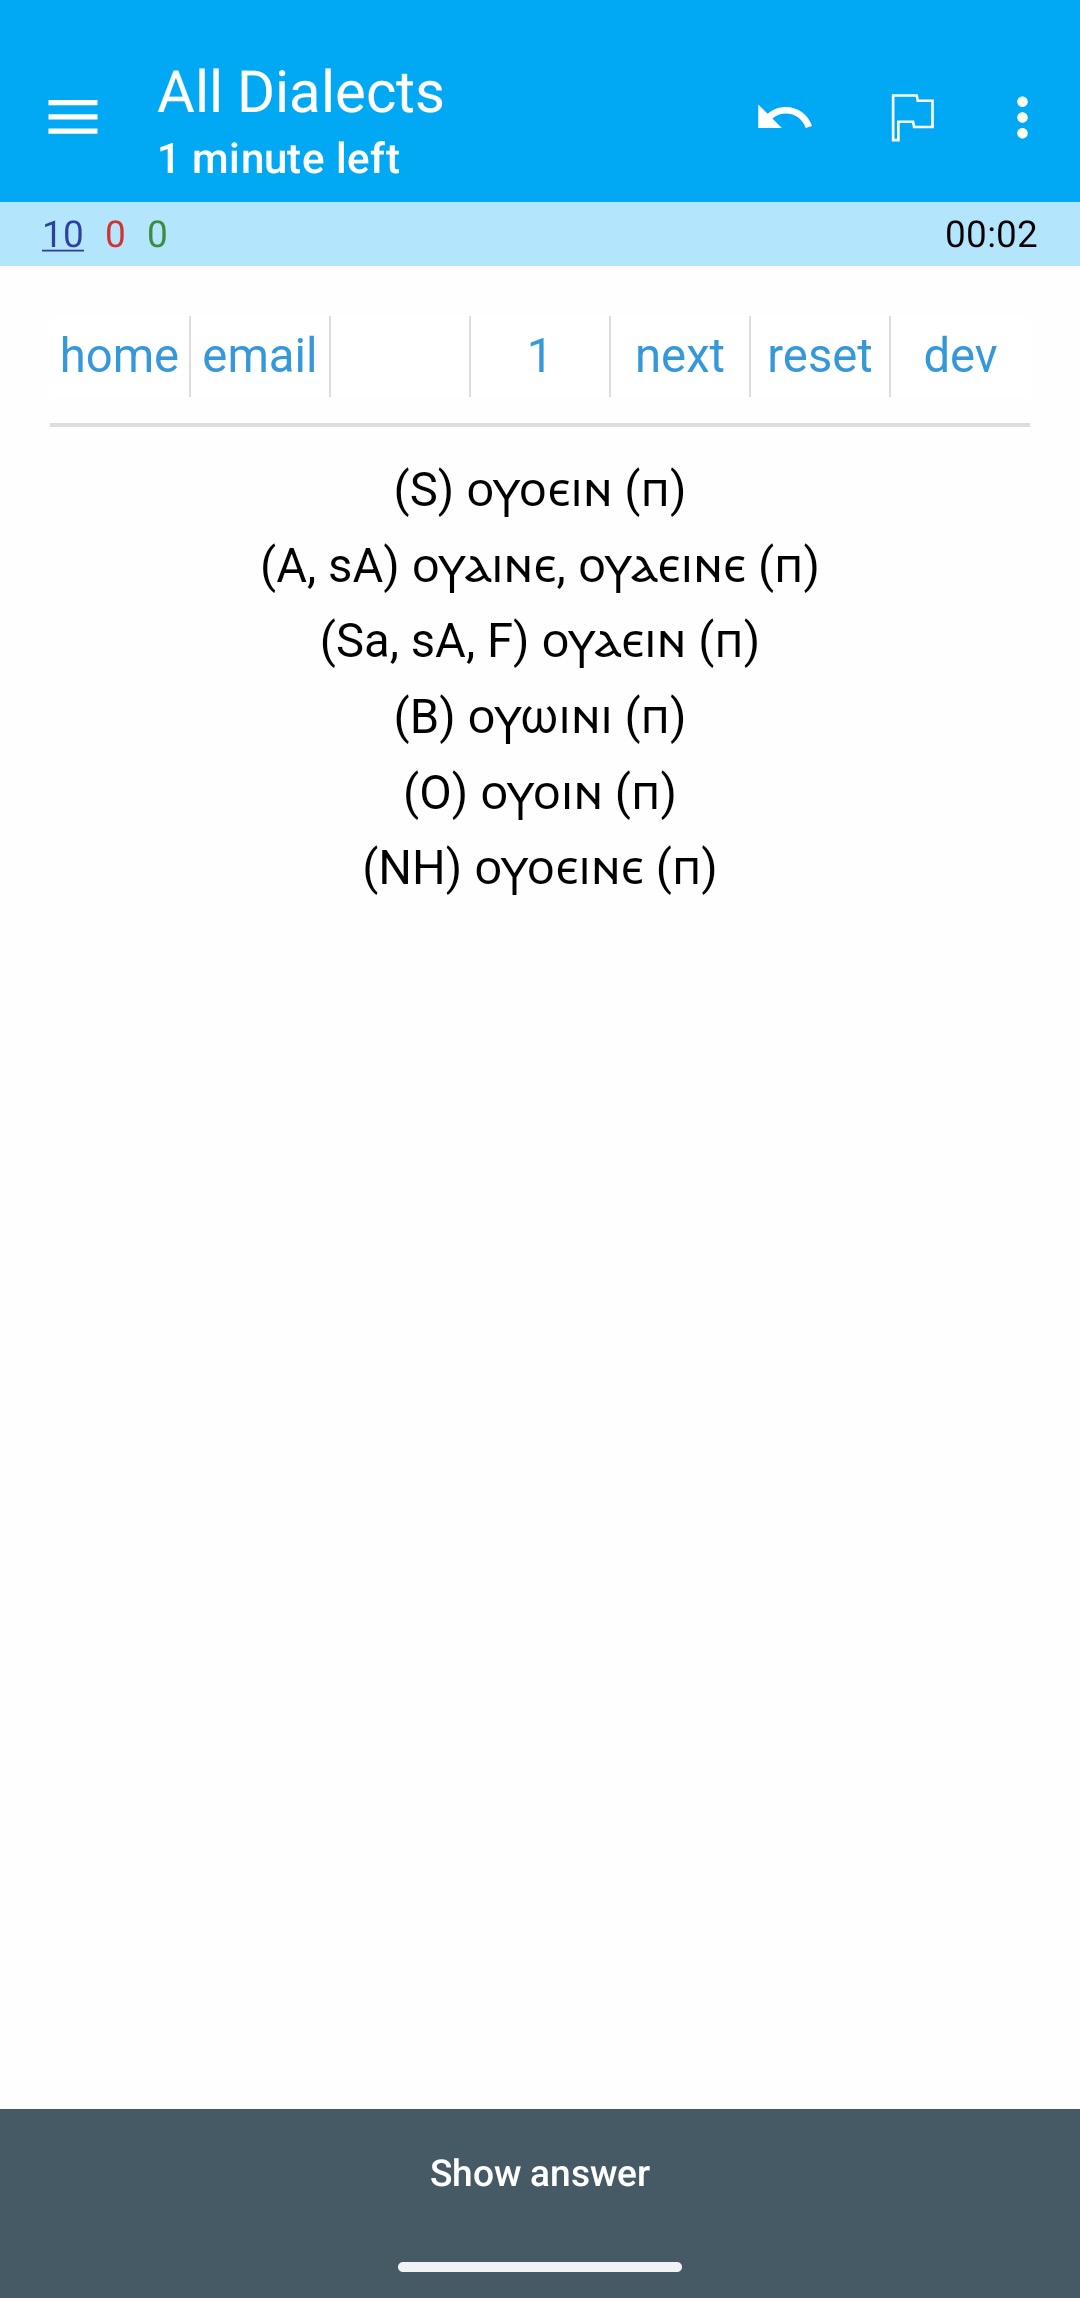 All Dialects
1 minute left
10 0 0 00:02
home email 1 next reset dev
(S) ⲟⲩⲟⲉⲓⲛ (ⲡ)
(A, sA) ⲟⲩⲁⲓⲛⲉ, ⲟⲩⲁⲉⲓⲛⲉ (ⲡ)
(Sa, sA, F) ⲟⲩⲁⲉⲓⲛ (ⲡ)
(B) ⲟⲩⲱⲓⲛⲓ (ⲡ)
(O) ⲟⲩⲟⲓⲛ (ⲡ)
(NH) ⲟⲩⲟⲉⲓⲛⲉ (ⲡ)
Show answer